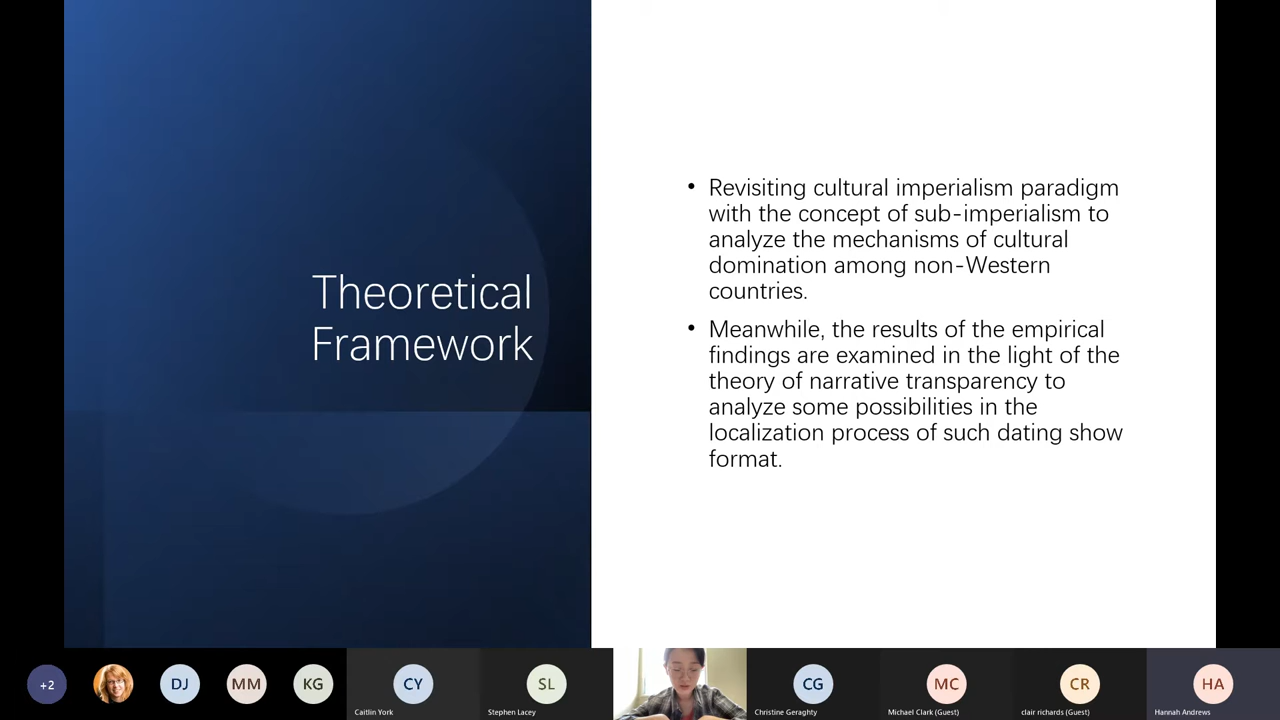 Theoretical
Framework
• Revisiting cultural imperialism paradigm
with the concept of sub-imperialism to
analyze the mechanisms of cultural
domination among non-Western
countries.
• Meanwhile, the results of the empirical
findings are examined in the light of the
theory of narrative transparency to
analyze some possibilities in the
localization process of such dating show
format.
+2
DJ
MM
KG
CY
Caitlin York
SL
Stephen Lacey
CG
Christine Geraghty
MC
Michael Clark (Guest)
CR
clair richards (Guest)
HA
Hannah Andrews